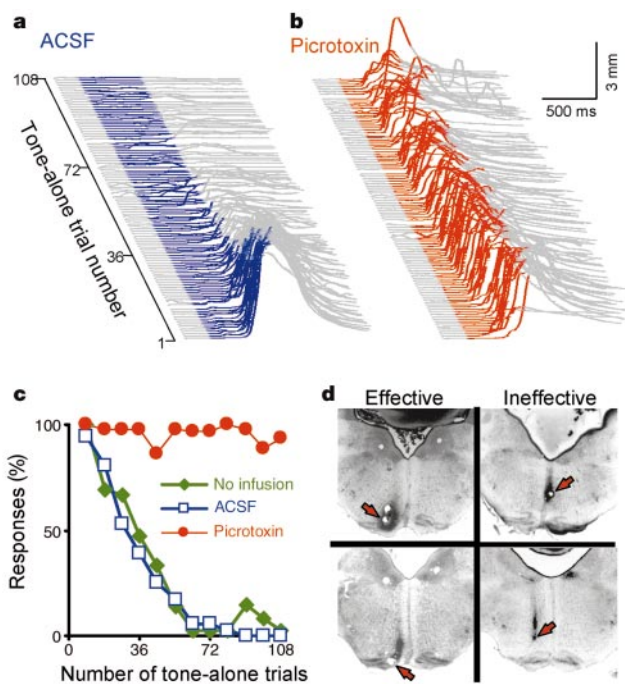 a
ACSF
b
Picrotoxin
3 mm
500 ms
108
72
36
1
Tone-alone trial number
c
100
50
0
Responses (%)
No infusion
ACSF
Picrotoxin
0 36 72 108
Number of tone-alone trials
d
Effective Ineffective